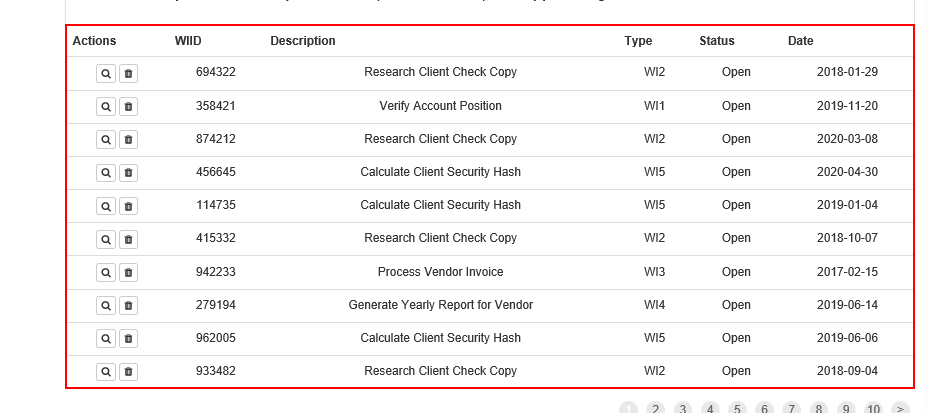 Actions WIID Description Type Status Date
694322 Research Client Check Copy WI2 Open 2018-01-29
358421 Verify Account Position WI1 Open 2019-11-20
874212 Research Client Check Copy WI2 Open 2020-03-08
456645 Calculate Client Security Hash WI5 Open 2020-04-30
114735 Calculate Client Security Hash WI5 Open 2019-01-04
415332 Research Client Check Copy WI2 Open 2018-10-07
942233 Process Vendor Invoice WI3 Open 2017-02-15
279194 Generate Yearly Report for Vendor WI4 Open 2019-06-14
962005 Calculate Client Security Hash WI5 Open 2019-06-06
933482 Research Client Check Copy WI2 Open 2018-09-04
1 2 3 4 5 6 7 8 9 10 >